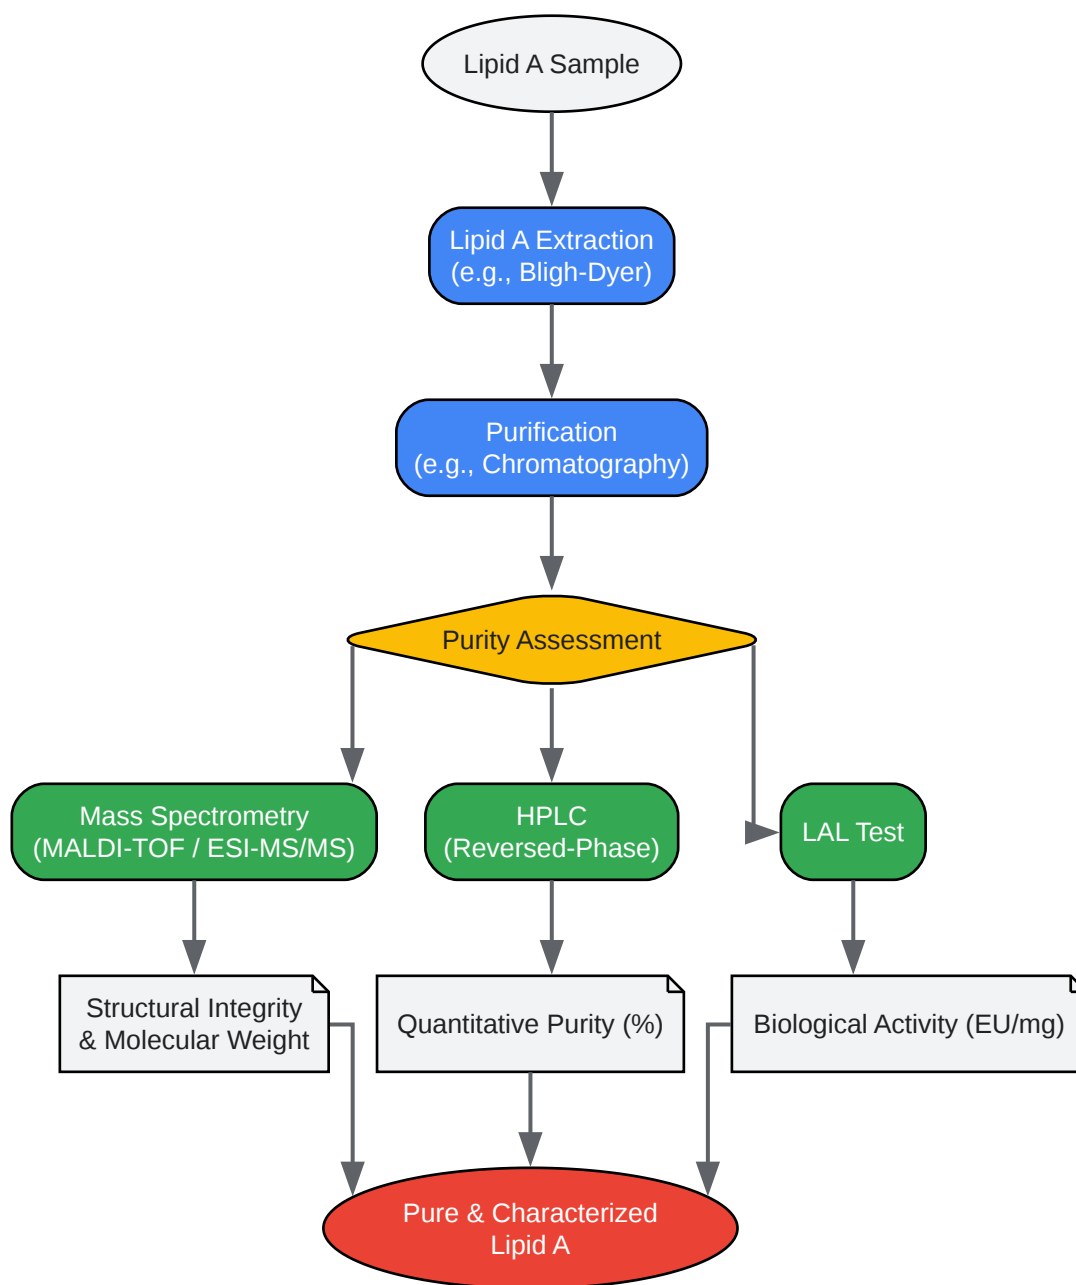 Lipid A Sample
Lipid A Extraction
(e.g., Bligh-Dyer)
Purification
(e.g., Chromatography)
Purity Assessment
Mass Spectrometry
(MALDI-TOF / ESI-MS/MS)
HPLC
(Reversed-Phase)
LAL Test
Structural Integrity
& Molecular Weight
Quantitative Purity (%)
Biological Activity (EU/mg)
Pure & Characterized
Lipid A